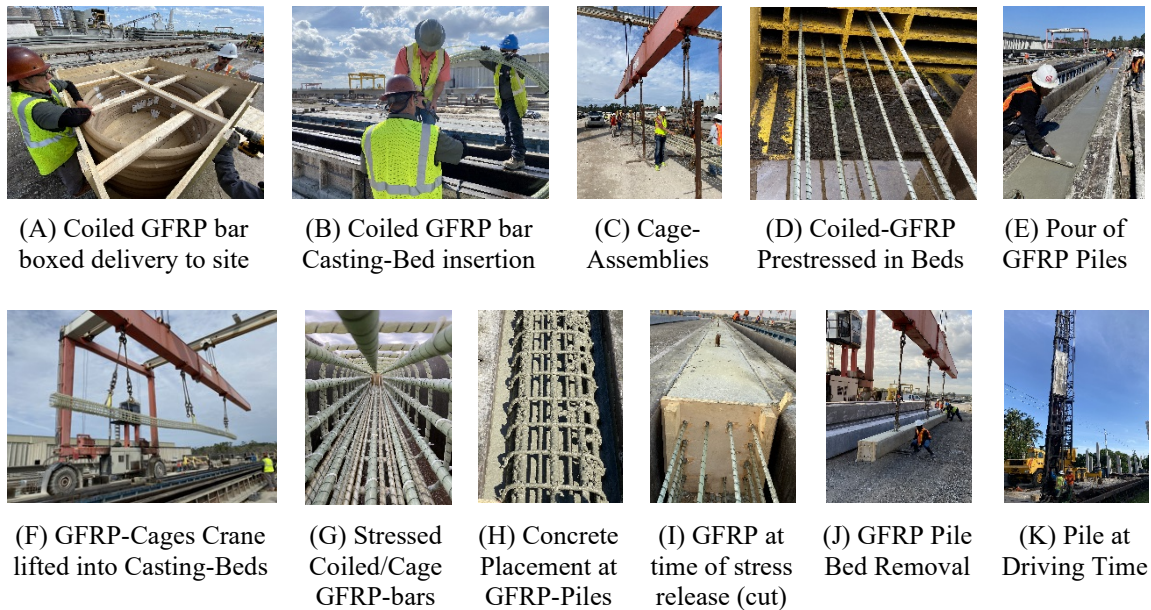 (A) Coiled GFRP bar
boxed delivery to site
(B) Coiled GFRP bar
Casting-Bed insertion
(C) Cage-
Assemblies
(D) Coiled-GFRP
Prestressed in Beds
(E) Pour of
GFRP Piles
(F) GFRP-Cages Crane
lifted into Casting-Beds
(G) Stressed
Coiled/Cage
GFRP-bars
(H) Concrete
Placement at
GFRP-Piles
(I) GFRP at
time of stress
release (cut)
(J) GFRP Pile
Bed Removal
(K) Pile at
Driving Time